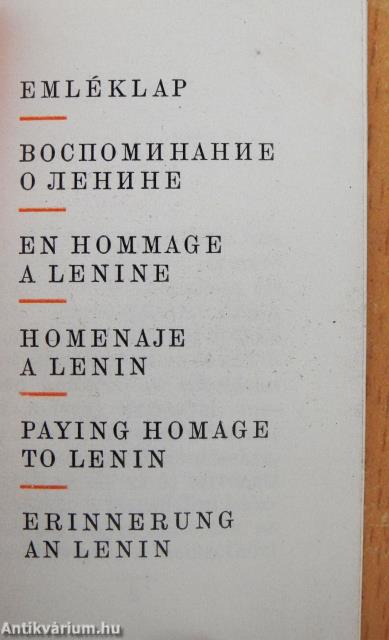 EMLÉKLAP
ВОСПОМИНАНИЕ
О ЛЕНИНЕ
EN HOMMAGE
A LENINE
HOMENAJE
A LENIN
PAYING HOMAGE
TO LENIN
ERINNERUNG
AN LENIN
Antikvárium.hu